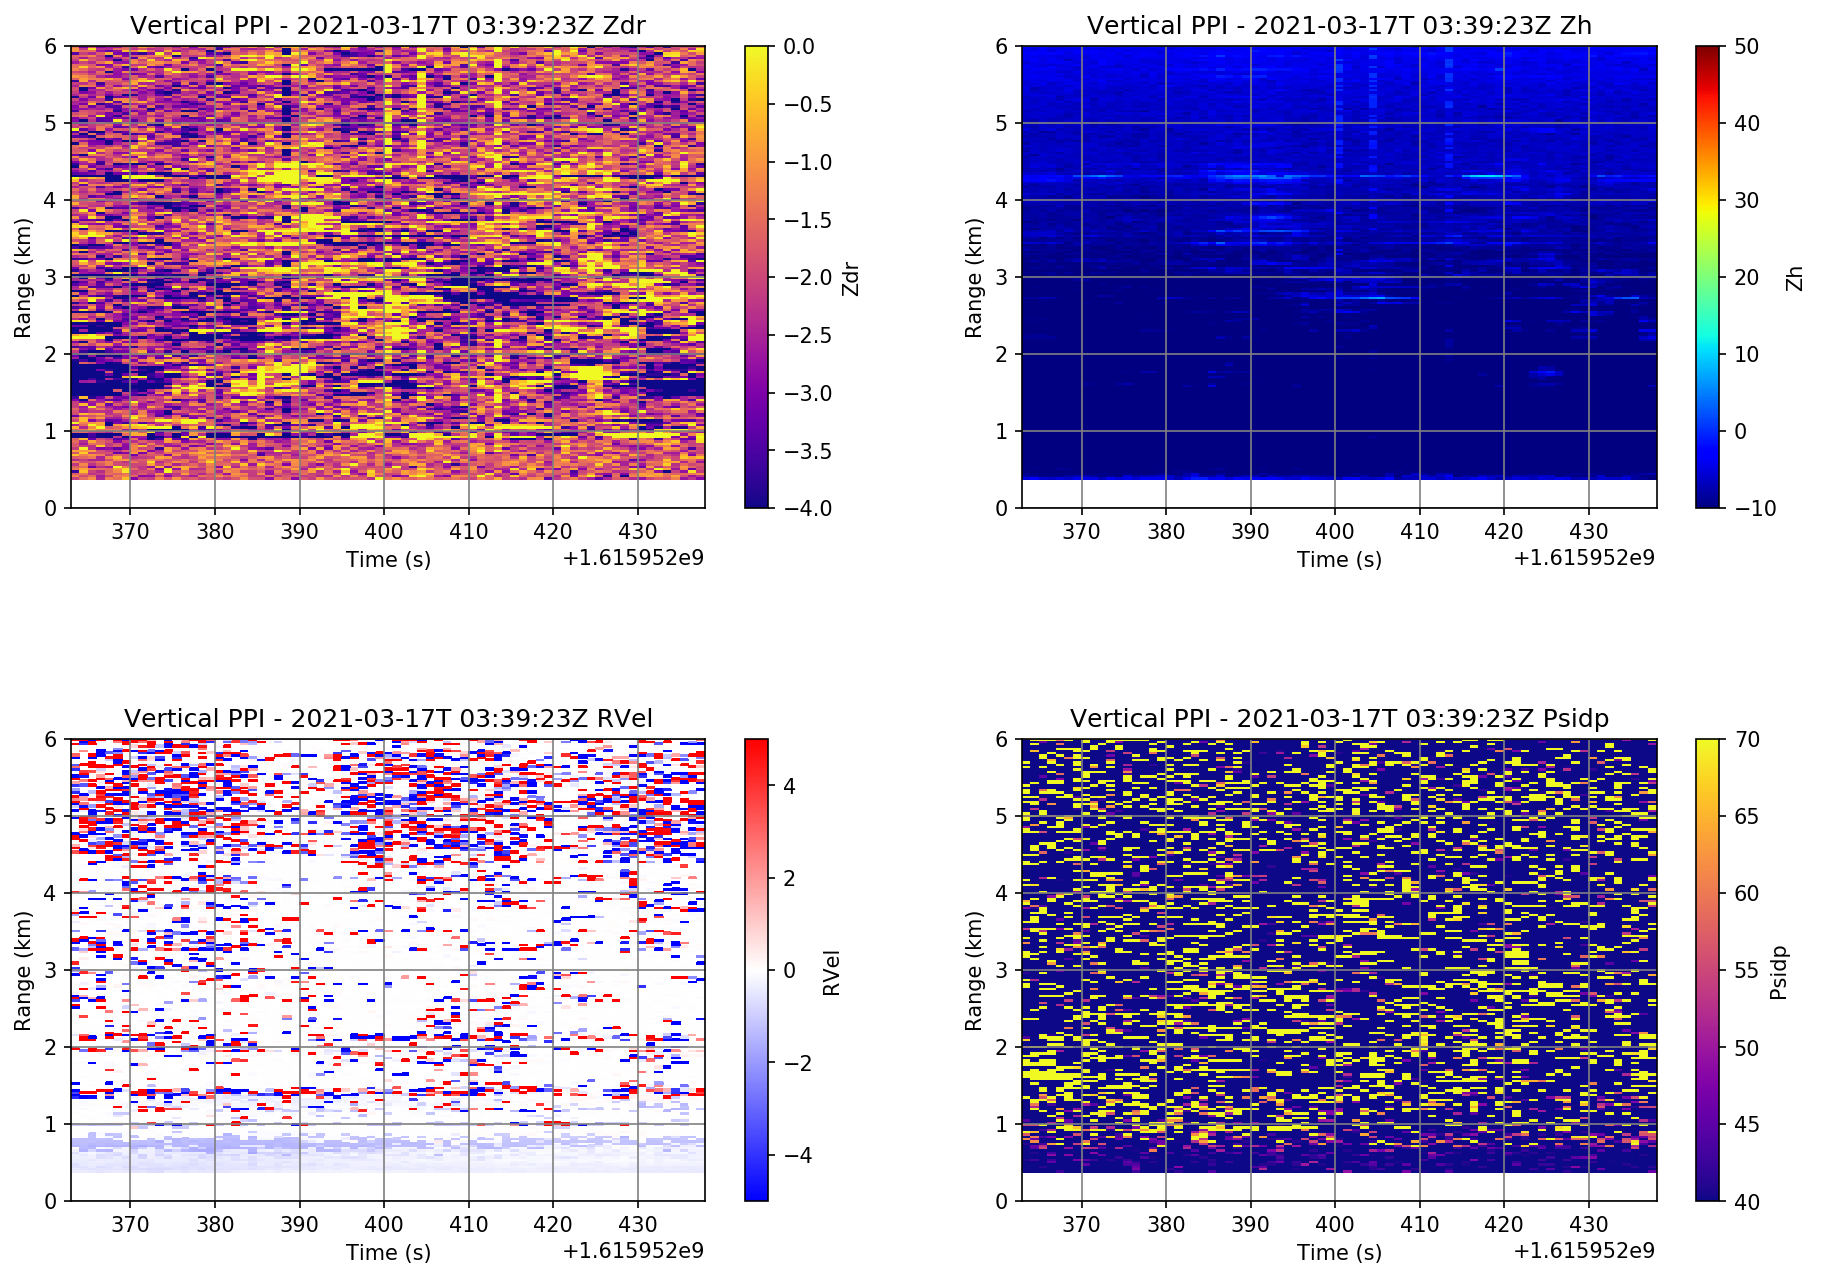 Vertical PPI - 2021-03-17T 03:39:23Z Zdr
6
5
4
3
2
1
0
Range (km)
370 380 390 400 410 420 430
Time (s)
+1.615952e9
0.0
−0.5
−1.0
−1.5
−2.0
−2.5
−3.0
−3.5
−4.0
Zdr
Vertical PPI - 2021-03-17T 03:39:23Z Zh
6
5
4
3
2
1
0
Range (km)
370 380 390 400 410 420 430
Time (s)
+1.615952e9
50
40
30
20
10
0
−10
Zh
Vertical PPI - 2021-03-17T 03:39:23Z RVel
6
5
4
3
2
1
0
Range (km)
370 380 390 400 410 420 430
Time (s)
+1.615952e9
4
2
0
−2
−4
RVel
Vertical PPI - 2021-03-17T 03:39:23Z Psidp
6
5
4
3
2
1
0
Range (km)
370 380 390 400 410 420 430
Time (s)
+1.615952e9
70
65
60
55
50
45
40
Psidp